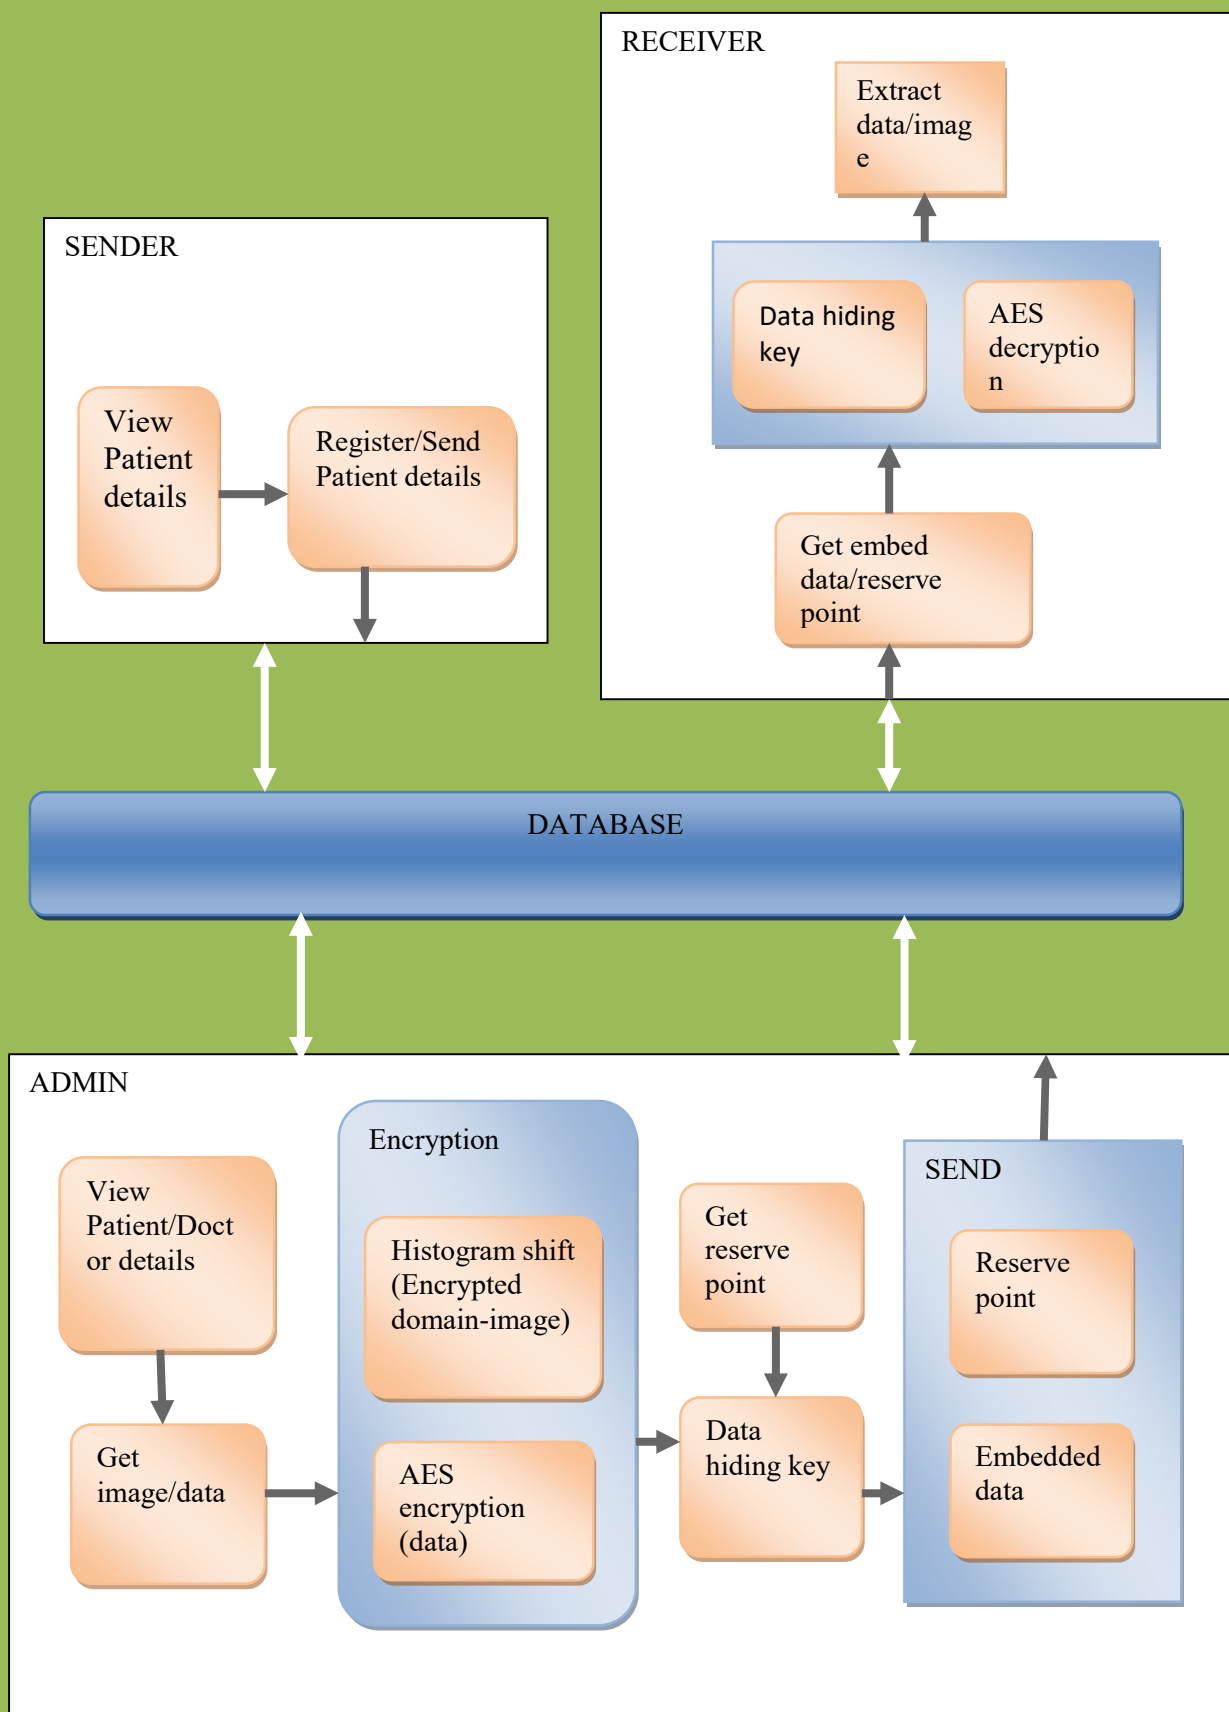 RECEIVER
Extract
data/imag
e
SENDER
Data hiding
key
AES
decryptio
n
View
Patient
details
Register/Send
Patient details
Get embed
data/reserve
point
DATABASE
ADMIN
Encryption
View
Patient/Doct
or details
Histogram shift
(Encrypted
domain-image)
Get
reserve
point
SEND
Reserve
point
Get
image/data
AES
encryption
(data)
Data
hiding key
Embedded
data